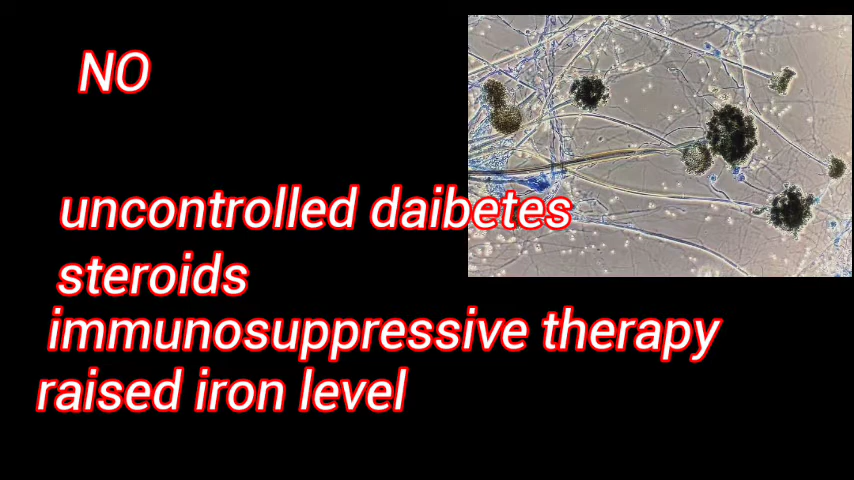 NO
uncontrolled daibetes
steroids
immunosuppressive therapy
raised iron level